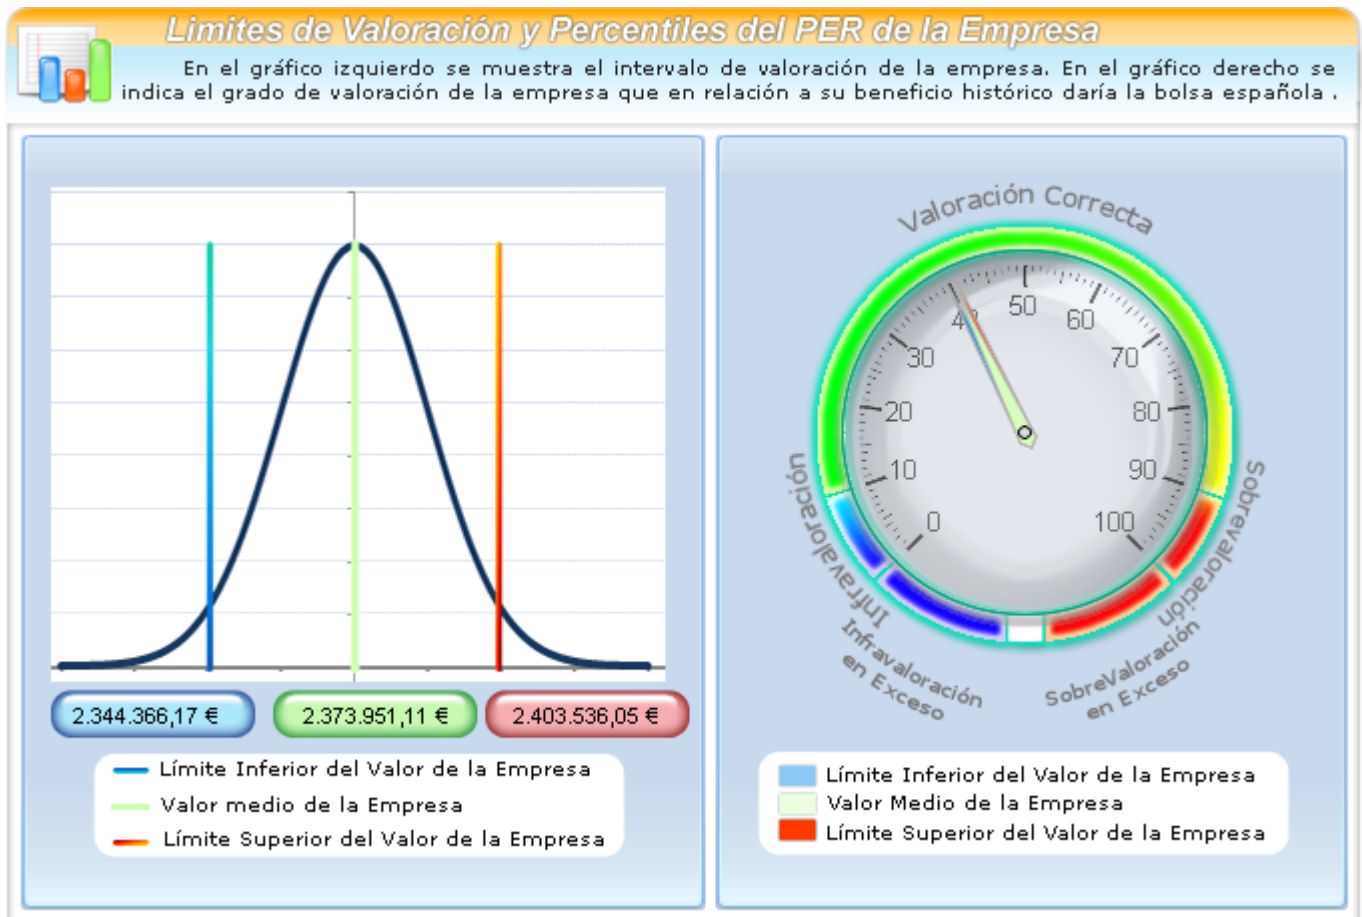 Limites de Valoración y Percentiles del PER de la Empresa
En el gráfico izquierdo se muestra el intervalo de valoración de la empresa. En el gráfico derecho se
indica el grado de valoración de la empresa que en relación a su beneficio histórico daría la bolsa española .
2.344.366,17 €
2.373.951,11 €
2.403.536,05 €
Límite Inferior del Valor de la Empresa
Valor medio de la Empresa
Límite Superior del Valor de la Empresa
Valoración Correcta
0
10
20
30
40
50
60
70
80
90
100
Infravaloración
Infravaloración
en Exceso
Sobrevaloración
SobreValoración
en Exceso
Límite Inferior del Valor de la Empresa
Valor Medio de la Empresa
Límite Superior del Valor de la Empresa